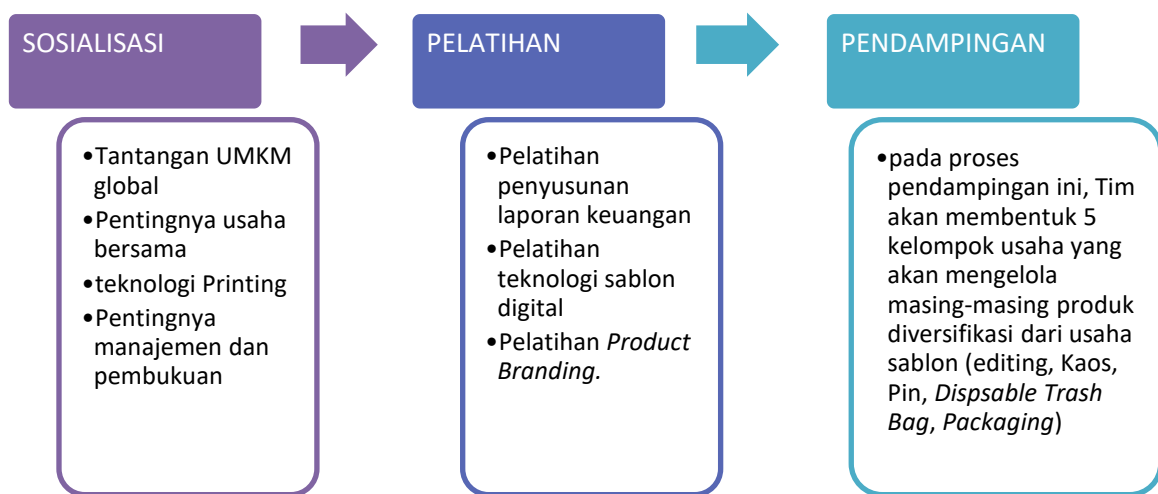 SOSIALISASI
•Tantangan UMKM
global
•Pentingnya usaha
bersama
•teknologi Printing
•Pentingnya
manajemen dan
pembukuan
PELATIHAN
•Pelatihan
penyusunan
laporan keuangan
•Pelatihan
teknologi sablon
digital
•Pelatihan Product
Branding.
PENDAMPINGAN
•pada proses
pendampingan ini, Tim
akan membentuk 5
kelompok usaha yang
akan mengelola
masing-masing produk
diversifikasi dari usaha
sablon (editing, Kaos,
Pin, Dispsable Trash
Bag, Packaging)